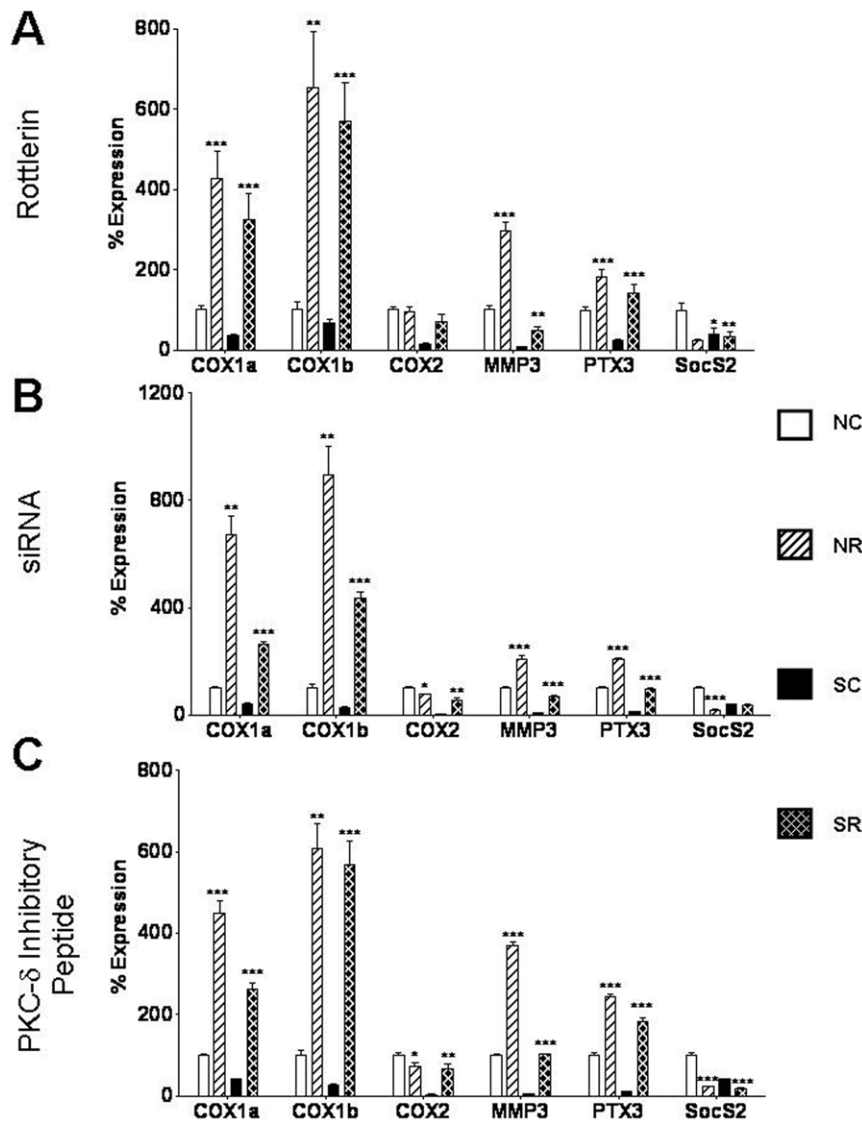 A
Rottlerin
% Expression
800
600
400
200
0
*** *** ** *** *** ** *** *** * **
COX1a COX1b COX2 MMP3 PTX3 SocS2
B
siRNA
% Expression
1200
800
400
0
** *** ** *** * ** *** *** *** *** ***
COX1a COX1b COX2 MMP3 PTX3 SocS2
NC
NR
SC
SR
C
PKC-δ Inhibitory
Peptide
% Expression
800
600
400
200
0
*** *** ** *** * ** *** *** *** *** *** ***
COX1a COX1b COX2 MMP3 PTX3 SocS2